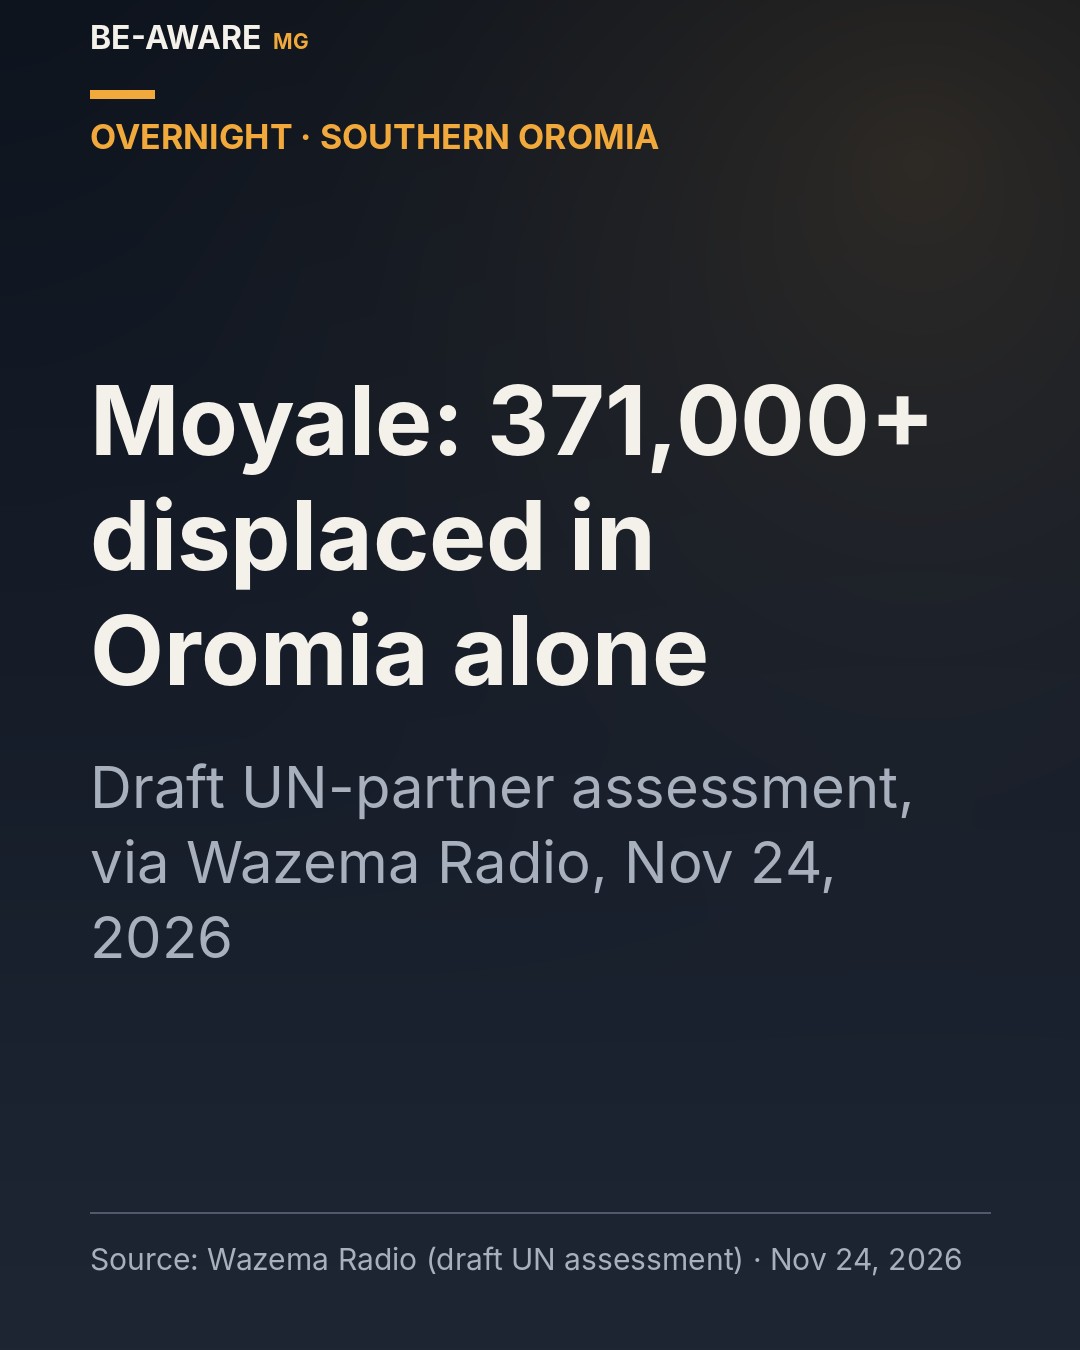 BE-AWARE MG
OVERNIGHT · SOUTHERN OROMIA
Moyale: 371,000+
displaced in
Oromia alone
Draft UN-partner assessment,
via Wazema Radio, Nov 24,
2026
Source: Wazema Radio (draft UN assessment) · Nov 24, 2026